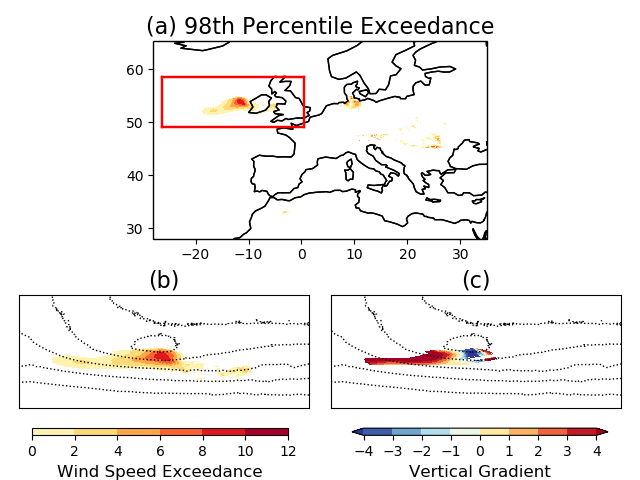 (a) 98th Percentile Exceedance
60
50
40
30
−20 −10 0 10 20 30
(b) (c)
0 2 4 6 8 10 12
−4 −3 −2 −1 0 1 2 3 4
Wind Speed Exceedance
Vertical Gradient